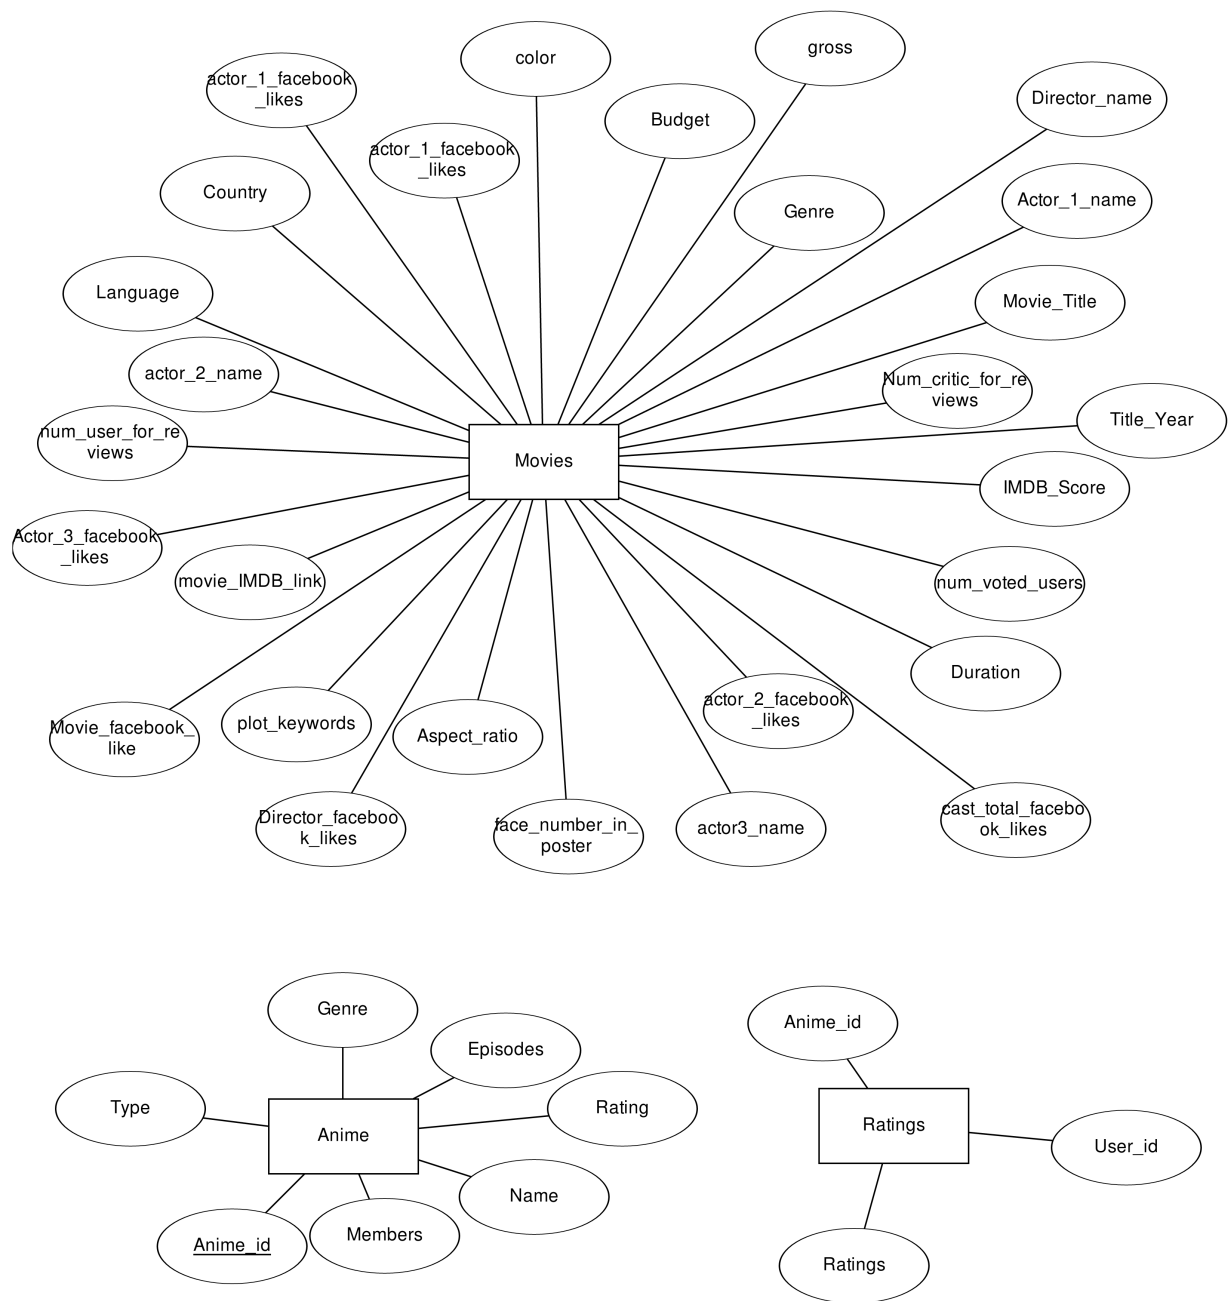 color
gross
actor_1_facebook
_likes
Director_name
Budget
actor_1_facebook
_likes
Country
Genre
Actor_1_name
Language
Movie_Title
actor_2_name
Num_critic_for_re
views
Title_Year
num_user_for_re
views
Movies
IMDB_Score
Actor_3_facebook
_likes
movie_IMDB_link
num_voted_users
Duration
actor_2_facebook
_likes
Movie_facebook_
like
plot_keywords
Aspect_ratio
Director_faceboo
k_likes
face_number_in_
poster
actor3_name
cast_total_facebo
ok_likes
Genre
Episodes
Type
Rating
Anime
Name
Members
Anime_id
Anime_id
Ratings
User_id
Ratings